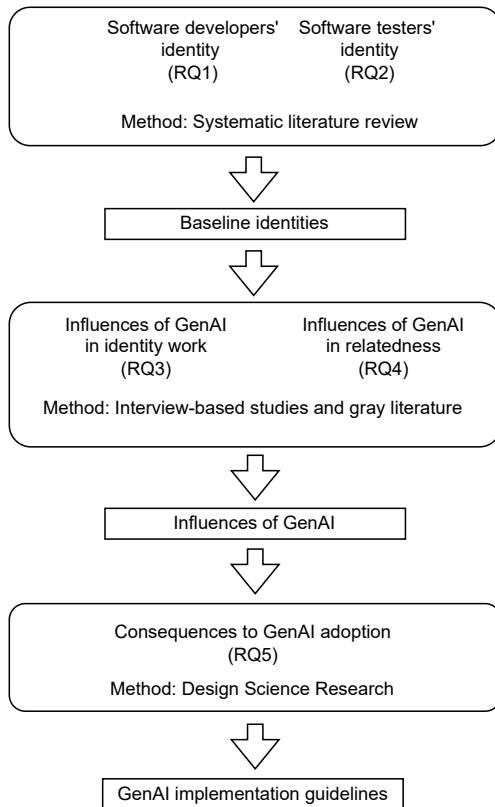 Software developers'
identity
(RQ1)
Software testers'
identity
(RQ2)
Method: Systematic literature review
Baseline identities
Influences of GenAI
in identity work
(RQ3)
Influences of GenAI
in relatedness
(RQ4)
Method: Interview-based studies and gray literature
Influences of GenAI
Consequences to GenAI adoption
(RQ5)
Method: Design Science Research
GenAI implementation guidelines